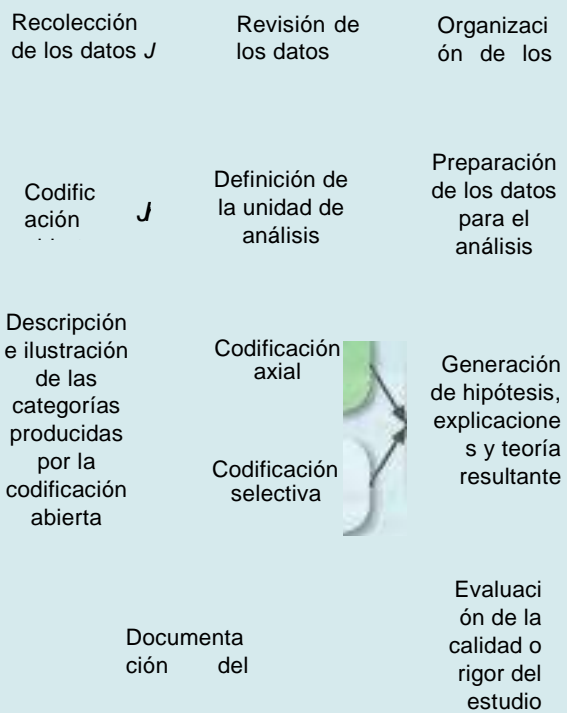 Recolección
de los datos J
Revisión de
los datos
Organizaci
ón de los
Codific
ación
J
Definición de
la unidad de
análisis
Preparación
de los datos
para el
análisis
Descripción
e ilustración
de las
categorías
producidas
por la
codificación
abierta
Codificación
axial
Codificación
selectiva
Generación
de hipótesis,
explicacione
s y teoría
resultante
Documenta
ción del
Evaluaci
ón de la
calidad o
rigor del
estudio